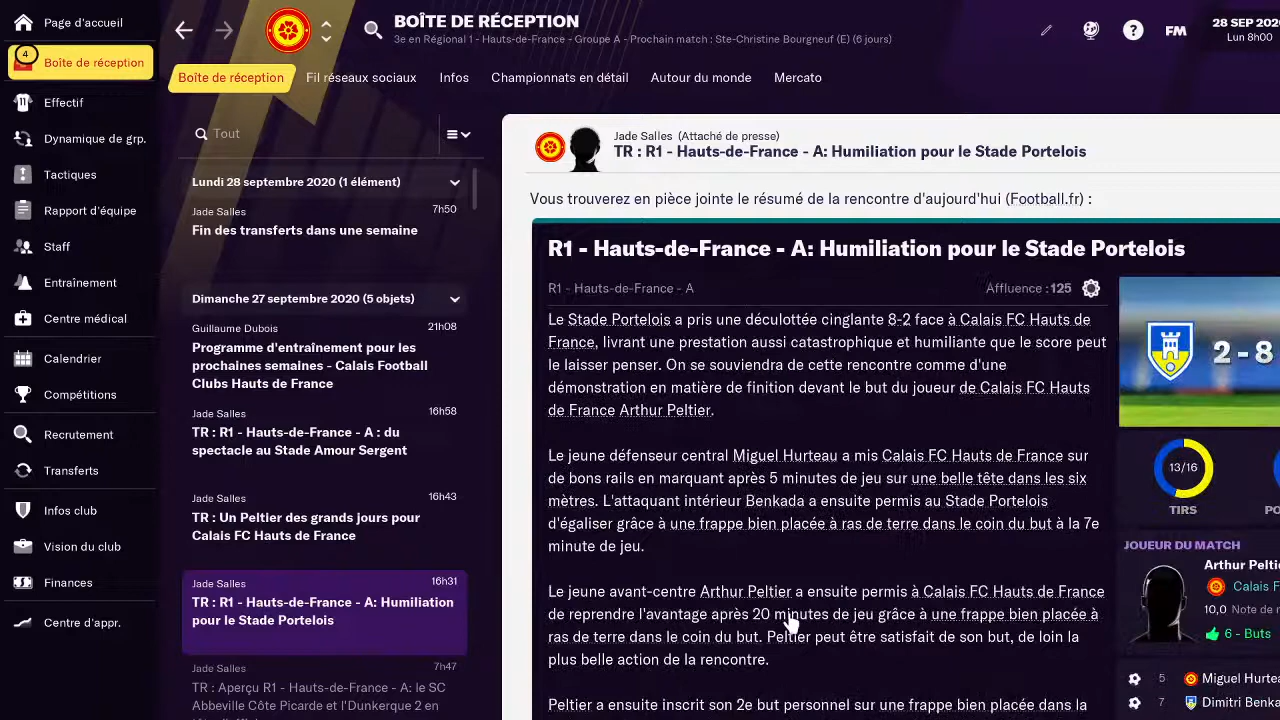 Page d'accueil
4
Boîte de réception
Effectif
Dynamique de grp.
Tactiques
Rapport d'équipe
Staff
Entraînement
Centre médical
Calendrier
Compétitions
Recrutement
Transferts
Infos club
Vision du club
Finances
Centre d'appr.
BOÎTE DE RÉCEPTION
3e en Régional 1 - Hauts-de-France - Groupe A - Prochain match : Ste-Christine Bourgneuf (E) (6 jours)
FM
28 SEP
Lun 8h00
Boîte de réception Fil réseaux sociaux Infos Championnats en détail Autour du monde Mercato
Tout
Lundi 28 septembre 2020 (1 élément)
Jade Salles 7h50
Fin des transferts dans une semaine
Dimanche 27 septembre 2020 (5 objets)
Guillaume Dubois 21h08
Programme d'entraînement pour les
prochaines semaines - Calais Football
Clubs Hauts de France
Jade Salles 16h58
TR : R1 - Hauts-de-France - A : du
spectacle au Stade Amour Sergent
Jade Salles 16h43
TR : Un Peltier des grands jours pour
Calais FC Hauts de France
Jade Salles 16h31
TR : R1 - Hauts-de-France - A: Humiliation
pour le Stade Portelois
Jade Salles 7h47
TR : Aperçu R1 - Hauts-de-France - A: le SC
Abbeville Côte Picarde et l'Dunkerque 2 en
Jade Salles (Attaché de presse)
TR : R1 - Hauts-de-France - A: Humiliation pour le Stade Portelois
Vous trouverez en pièce jointe le résumé de la rencontre d'aujourd'hui (Football.fr) :
R1 - Hauts-de-France - A: Humiliation pour le Stade Portelois
R1 - Hauts-de-France - A Affluence : 125
Le Stade Portelois a pris une déculottée cinglante 8-2 face à Calais FC Hauts de
France, livrant une prestation aussi catastrophique et humiliante que le score peut
le laisser penser. On se souviendra de cette rencontre comme d'une
démonstration en matière de finition devant le but du joueur de Calais FC Hauts
de France Arthur Peltier.
Le jeune défenseur central Miguel Hurteau a mis Calais FC Hauts de France sur
de bons rails en marquant après 5 minutes de jeu sur une belle tête dans les six
mètres. L'attaquant intérieur Benkada a ensuite permis au Stade Portelois
d'égaliser grâce à une frappe bien placée à ras de terre dans le coin du but à la 7e
minute de jeu.
Le jeune avant-centre Arthur Peltier a ensuite permis à Calais FC Hauts de France
de reprendre l'avantage après 20 minutes de jeu grâce à une frappe bien placée à
ras de terre dans le coin du but. Peltier peut être satisfait de son but, de loin la
plus belle action de la rencontre.
Peltier a ensuite inscrit son 2e but personnel sur une frappe bien placée dans la
2 - 8
13/16
TIRS
JOUEUR DU MATCH
Arthur Peltie
Calais F
10,0 Note de
6 - Buts
5 Miguel Hurte
7 Dimitri Benka